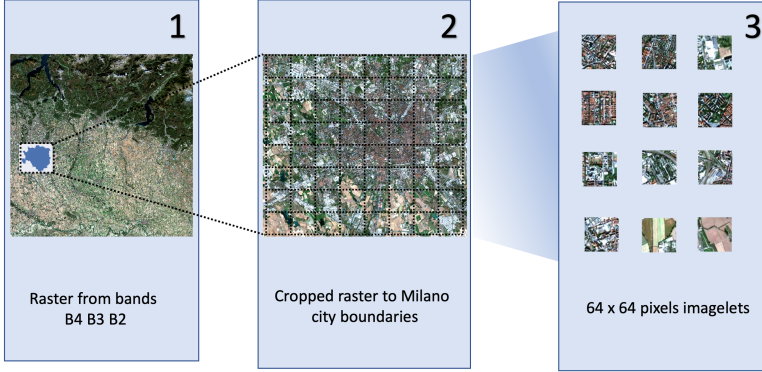 1
Raster from bands
B4 B3 B2
2
Cropped raster to Milano
city boundaries
3
64 x 64 pixels imagelets